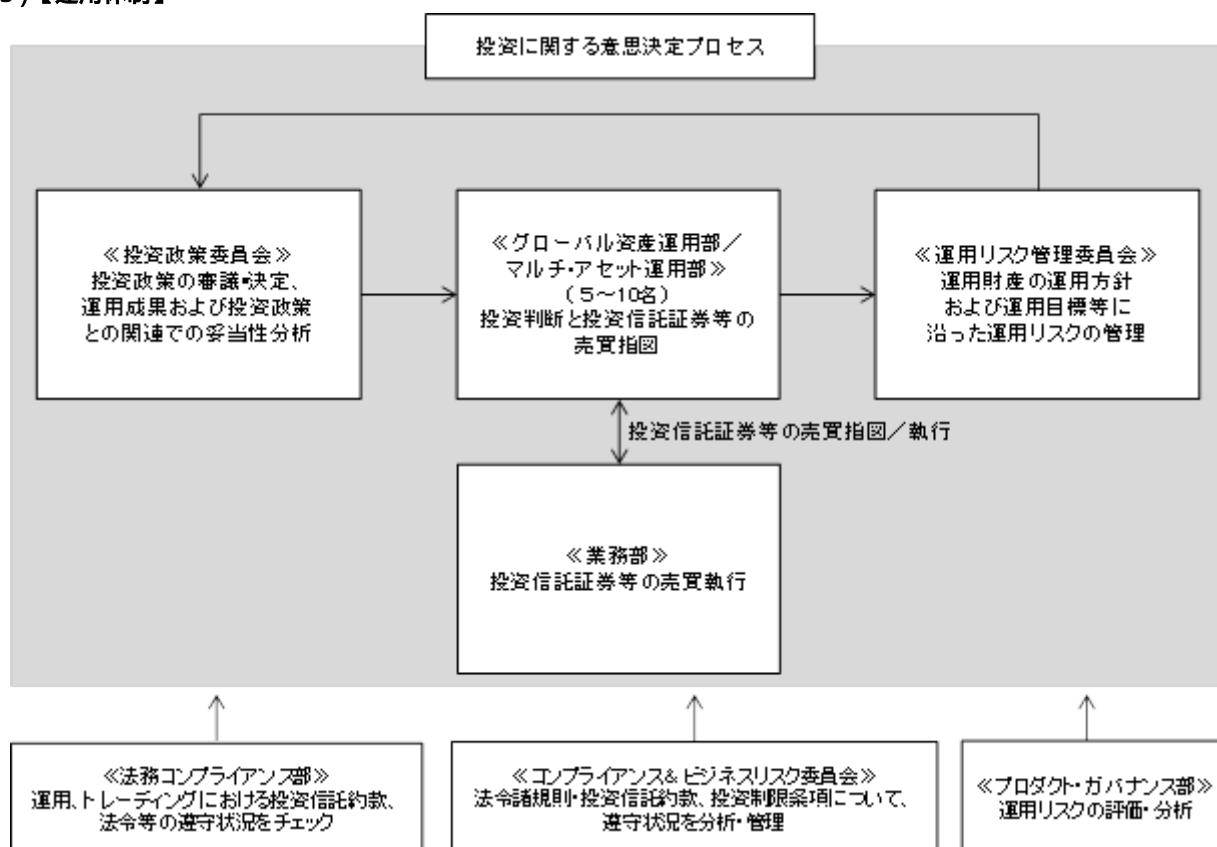 【運用体制】
投資に関する意思決定プロセス
≪投資政策委員会≫
投資政策の審議・決定、
運用成果および投資政策
との関連での妥当性分析
≪グローバル資産運用部／
マルチ・アセット運用部≫
（５～10名）
投資判断と投資信託証券等の
売買指図
≪運用リスク管理委員会≫
運用財産の運用方針
および運用目標等に
沿った運用リスクの管理
投資信託証券等の売買指図／執行
≪業務部≫
投資信託証券等の売買執行
≪法務コンプライアンス部≫
運用、トレーディングにおける投資信託約款、
法令等の遵守状況をチェック
≪コンプライアンス＆ビジネスリスク委員会≫
法令諸規則・投資信託約款、投資制限条項について、
遵守状況を分析・管理
≪プロダクト・ガバナンス部≫
運用リスクの評価・分析